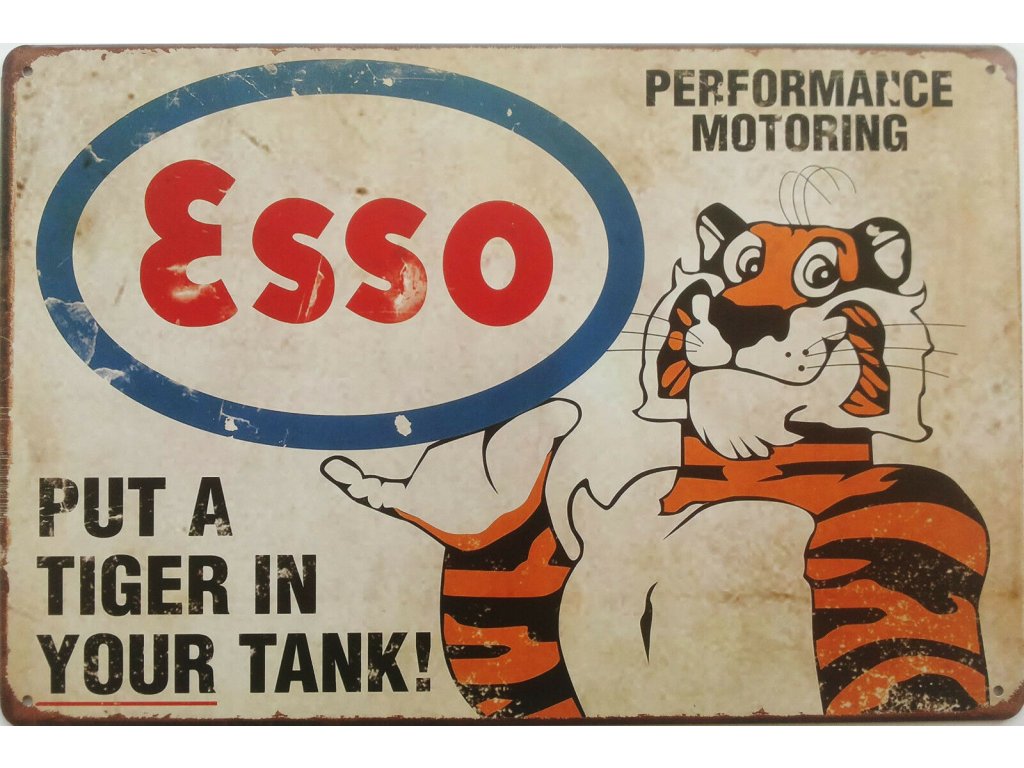 Esso
PERFORMANCE
MOTORING
PUT A
TIGER IN
YOUR TANK!